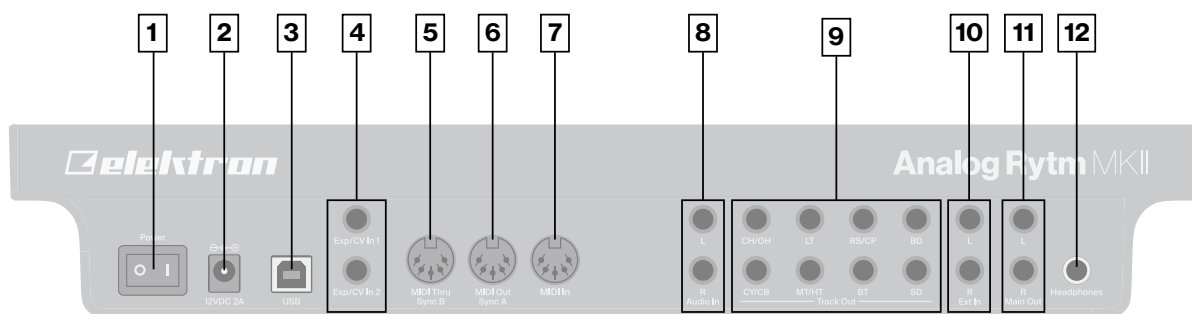 1 2 3 4 5 6 7 8 9 10 11 12
elektron
Analog Rytm MKII
Power
O I
12VDC 2A
USB
Exp/CV In 1
Exp/CV In 2
MIDI Thru
Sync B
MIDI Out
Sync A
MIDI In
L
R
Audio In
CH/OH LT RS/CP BD
CY/CB MT/HT BT SD
Track Out
L
R
Ext In
L
R
Main Out
Headphones